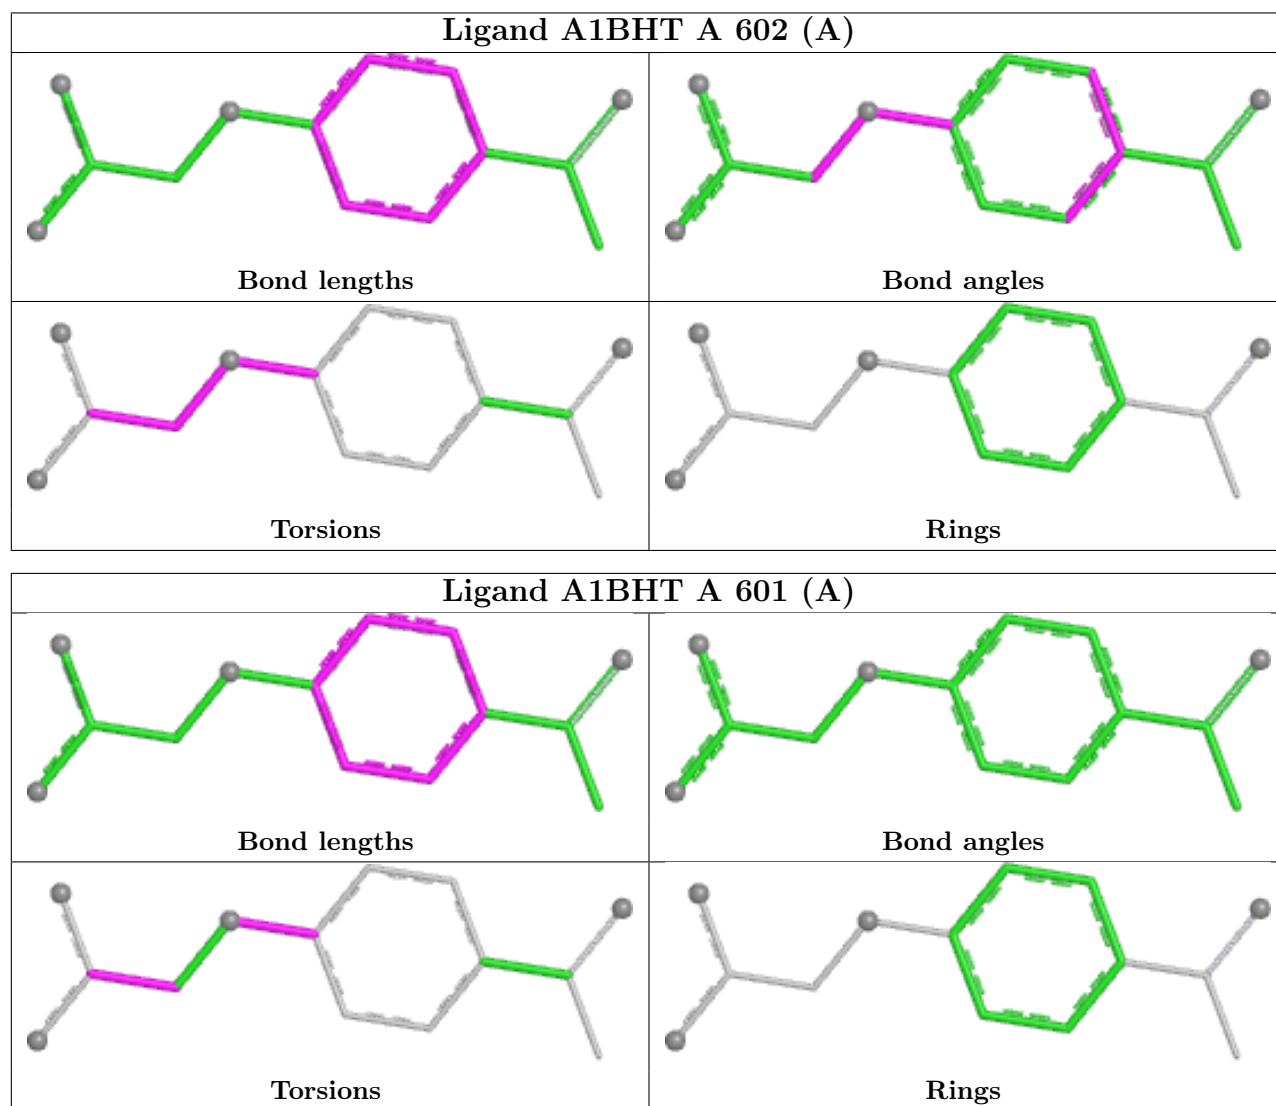 Ligand A1BHT A 602 (A)
Bond lengths
Bond angles
Torsions
Rings
Ligand A1BHT A 601 (A)
Bond lengths
Bond angles
Torsions
Rings